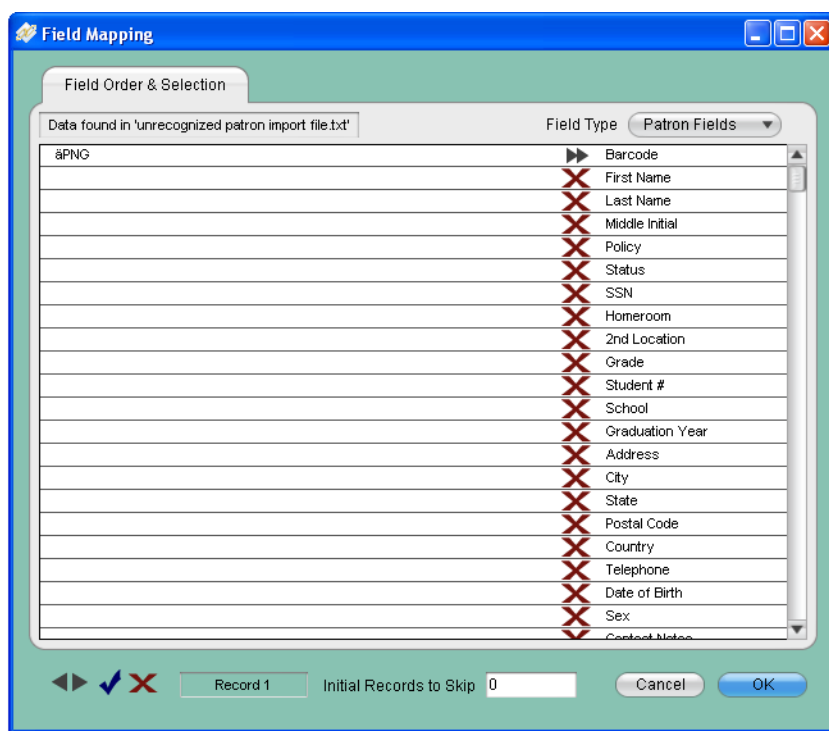 Field Mapping
Field Order & Selection
Data found in 'unrecognized patron import file.txt'
Field Type
Patron Fields
äPNG
Barcode
First Name
Last Name
Middle Initial
Policy
Status
SSN
Homeroom
2nd Location
Grade
Student #
School
Graduation Year
Address
City
State
Postal Code
Country
Telephone
Date of Birth
Sex
Contact Notes
Record 1
Initial Records to Skip
0
Cancel
OK